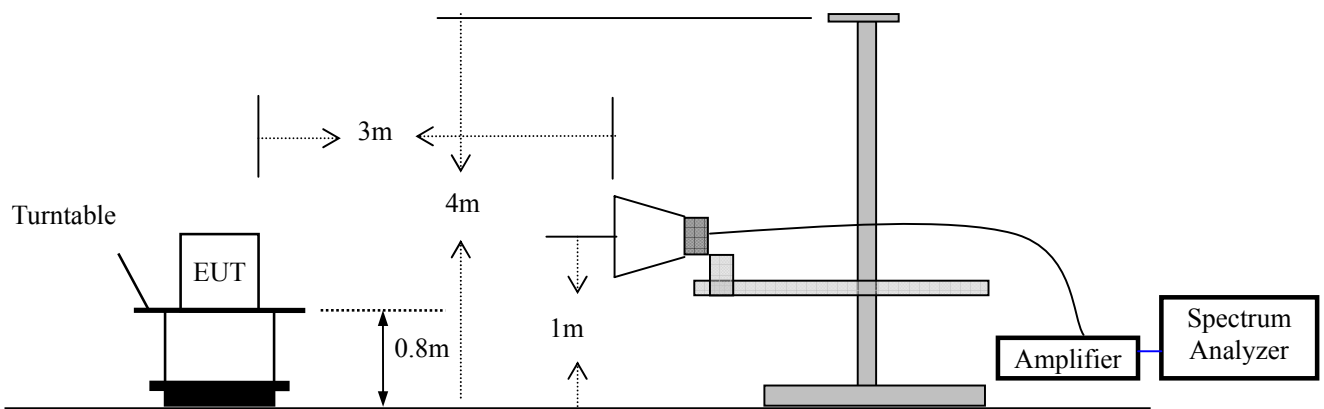 3m
4m
Turntable
EUT
1m
0.8m
Spectrum
Analyzer
Amplifier